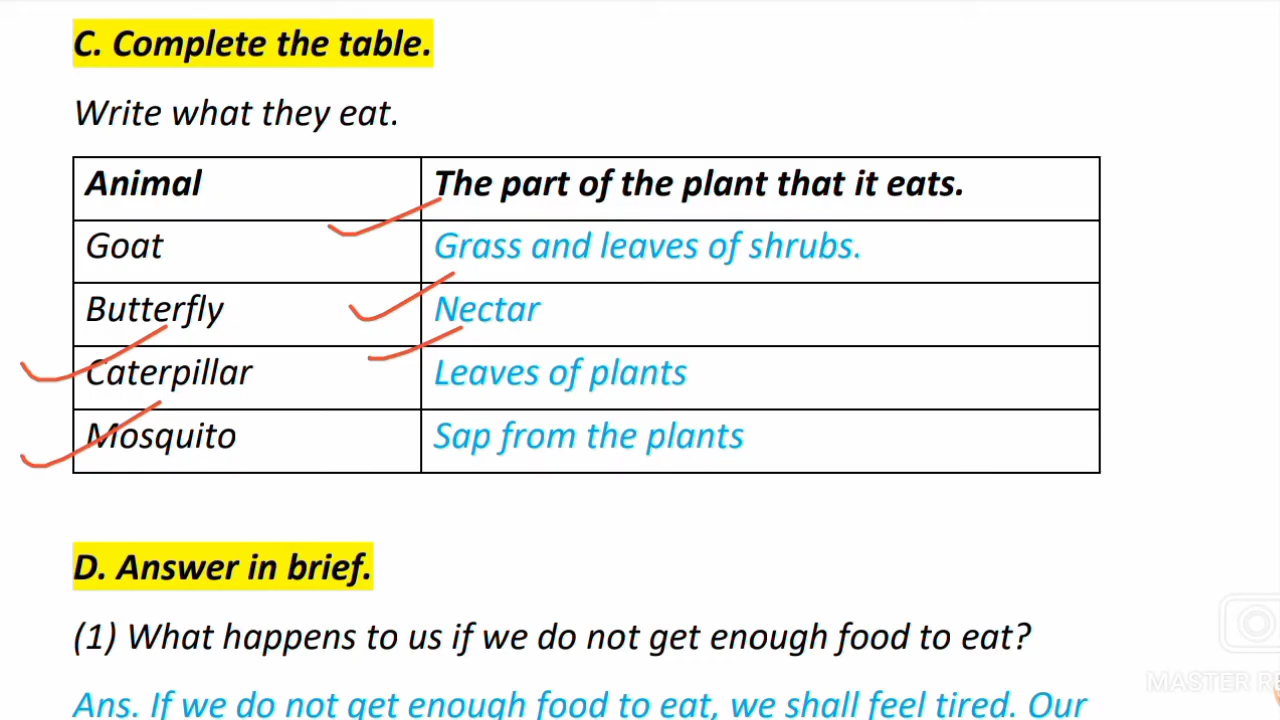 C. Complete the table.
Write what they eat.
Animal The part of the plant that it eats.
Goat Grass and leaves of shrubs.
Butterfly Nectar
Caterpillar Leaves of plants
Mosquito Sap from the plants
D. Answer in brief.
(1) What happens to us if we do not get enough food to eat?
Ans. If we do not get enough food to eat, we shall feel tired. Our
MASTER RE